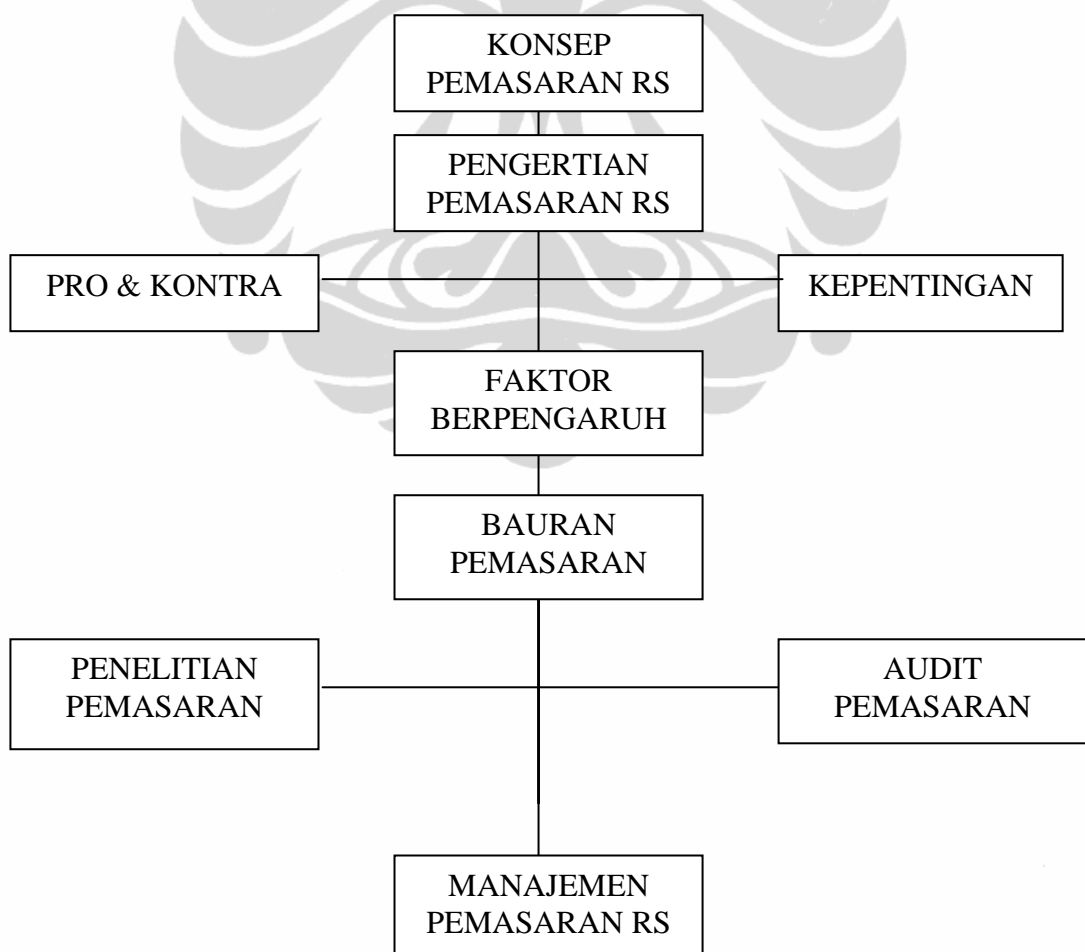 KONSEP
PEMASARAN RS
PENGERTIAN
PEMASARAN RS
PRO & KONTRA
KEPENTINGAN
FAKTOR
BERPENGARUH
BAURAN
PEMASARAN
PENELITIAN
PEMASARAN
AUDIT
PEMASARAN
MANAJEMEN
PEMASARAN RS